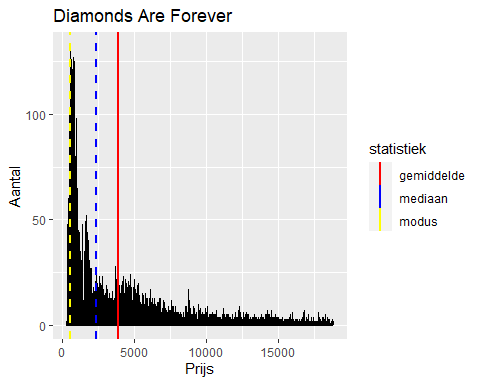 Diamonds Are Forever
Aantal
100
50
0
0
5000
10000
15000
Prijs
statistiek
gemiddelde
mediaan
modus